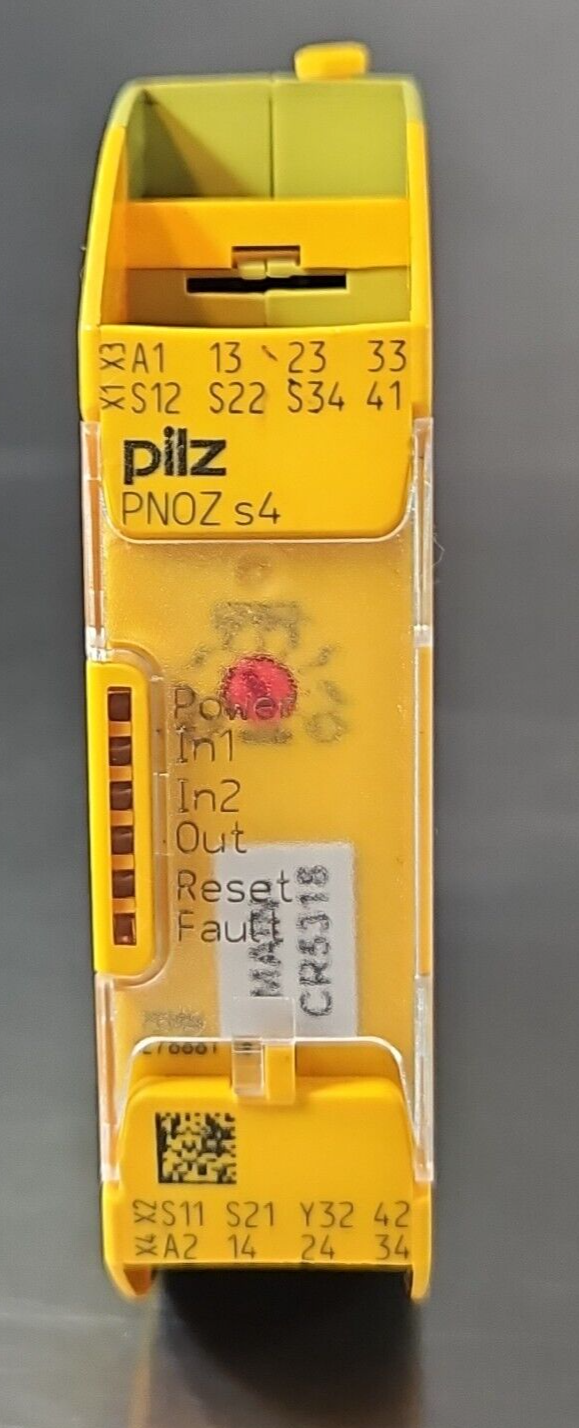 X3 A1 13 23 33
X1 S12 S22 S34 41
pilz
PNOZ s4
Power
In1
In2
Out
Reset
Fault
MAIN
CR5318
X2 S11 S21 Y32 42
X4 A2 14 24 34